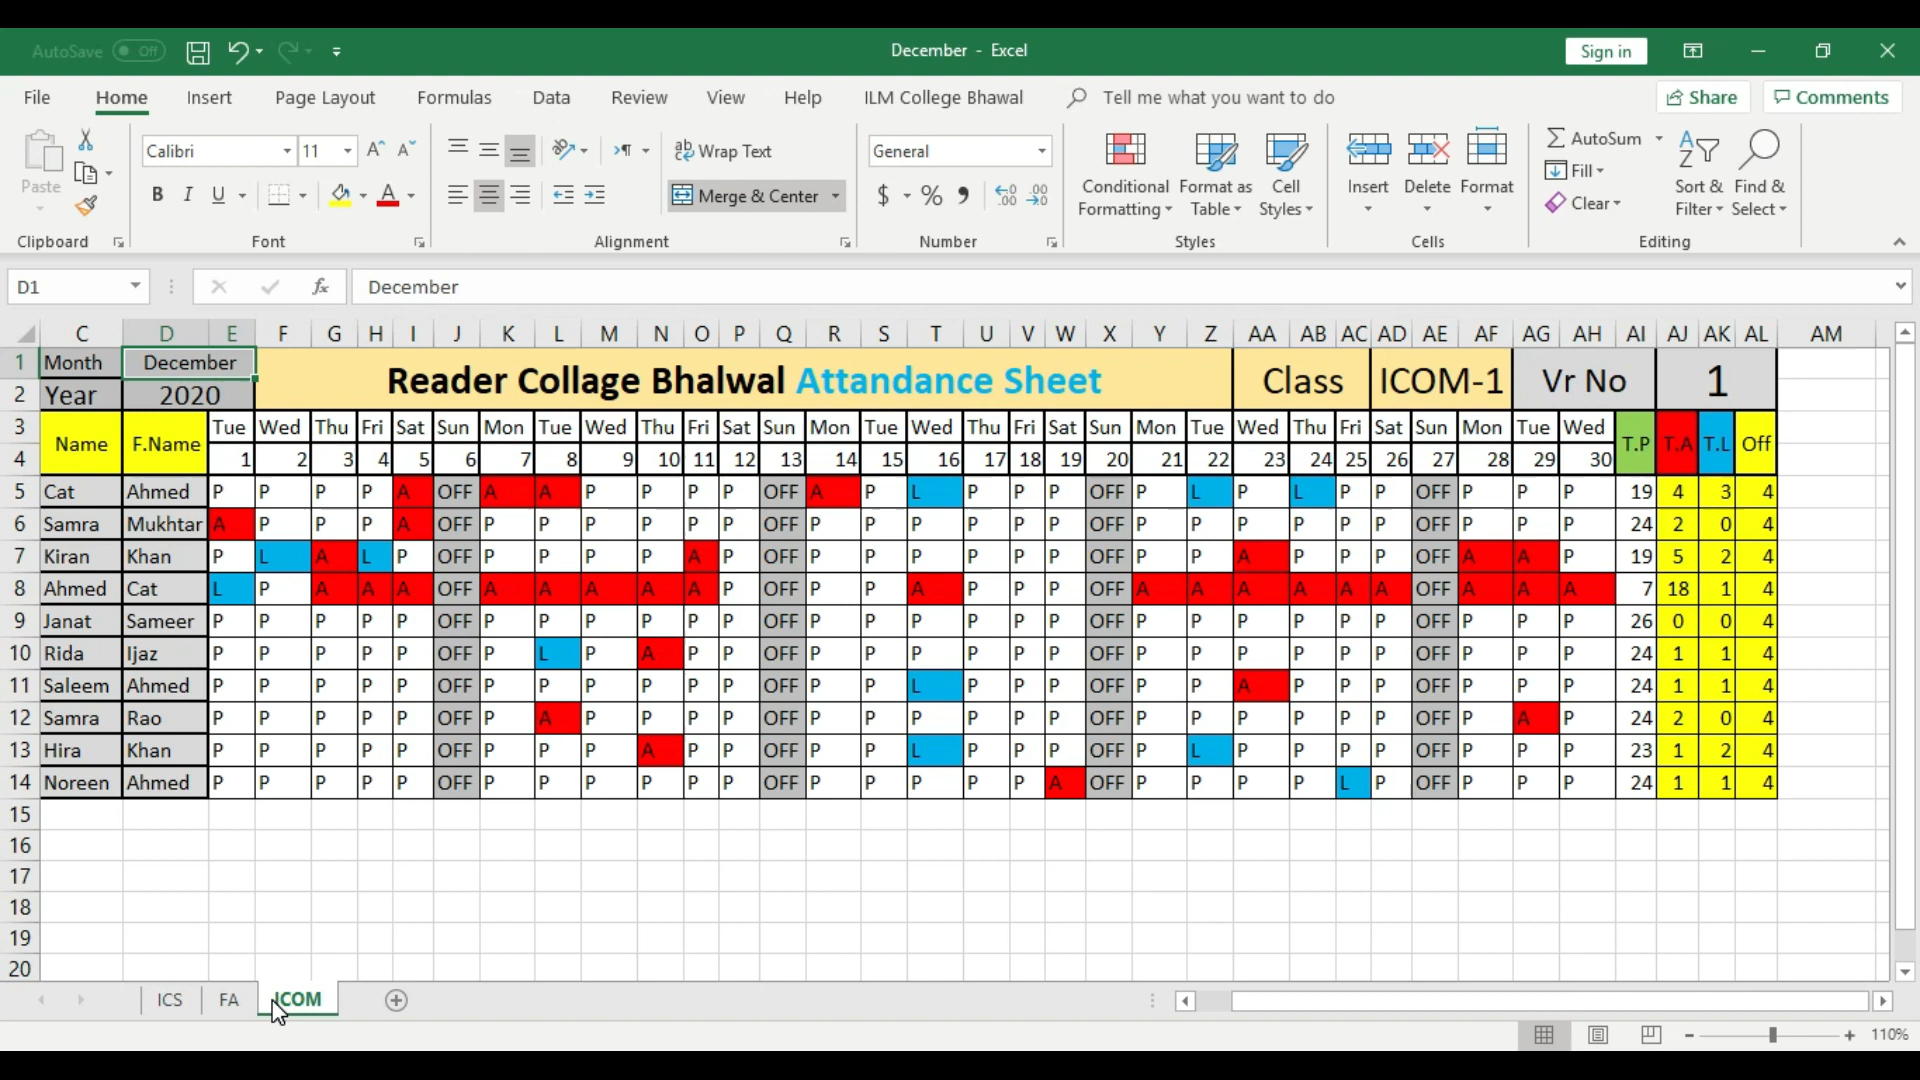 AutoSave Off December - Excel Sign in
File Home Insert Page Layout Formulas Data Review View Help ILM College Bhawal Tell me what you want to do Share Comments
Paste Calibri 11 A A Wrap Text General AutoSum
B I U A Merge & Center $ % , Conditional Formatting Format as Table Cell Styles Insert Delete Format Fill Clear Sort & Filter Find & Select
Clipboard Font Alignment Number Styles Cells Editing
D1 fx December
C D E F G H I J K L M N O P Q R S T U V W X Y Z AA AB AC AD AE AF AG AH AI AJ AK AL AM
1 Month December Reader Collage Bhalwal Attandance Sheet Class ICOM-1 Vr No 1
2 Year 2020
3 Name F.Name Tue Wed Thu Fri Sat Sun Mon Tue Wed Thu Fri Sat Sun Mon Tue Wed Thu Fri Sat Sun Mon Tue Wed Thu Fri Sat Sun Mon Tue Wed T.P T.A T.L Off
4 1 2 3 4 5 6 7 8 9 10 11 12 13 14 15 16 17 18 19 20 21 22 23 24 25 26 27 28 29 30
5 Cat Ahmed P P P P A OFF A A P P P P OFF A P L P P P OFF P L P L P P OFF P P P 19 4 3 4
6 Samra Mukhtar A P P P A OFF P P P P P P OFF P P P P P P OFF P P P P P P OFF P P P 24 2 0 4
7 Kiran Khan P L A L P OFF P P P P A P OFF P P P P P P OFF P P A P P P OFF A A P 19 5 2 4
8 Ahmed Cat L P A A A OFF A A A A A P OFF P P A P P P OFF A A A A A A OFF A A A 7 18 1 4
9 Janat Sameer P P P P P OFF P P P P P P OFF P P P P P P OFF P P P P P P OFF P P P 26 0 0 4
10 Rida Ijaz P P P P P OFF P L P A P P OFF P P P P P P OFF P P P P P P OFF P P P 24 1 1 4
11 Saleem Ahmed P P P P P OFF P P P P P P OFF P P L P P P OFF P P A P P P OFF P P P 24 1 1 4
12 Samra Rao P P P P P OFF P A P P P P OFF P P P P P P OFF P P P P P P OFF P A P 24 2 0 4
13 Hira Khan P P P P P OFF P P P A P P OFF P P L P P P OFF P L P P P P OFF P P P 23 1 2 4
14 Noreen Ahmed P P P P P OFF P P P P P P OFF P P P P P A OFF P P P P L P OFF P P P 24 1 1 4
15
16
17
18
19
20
ICS FA ICOM
110%